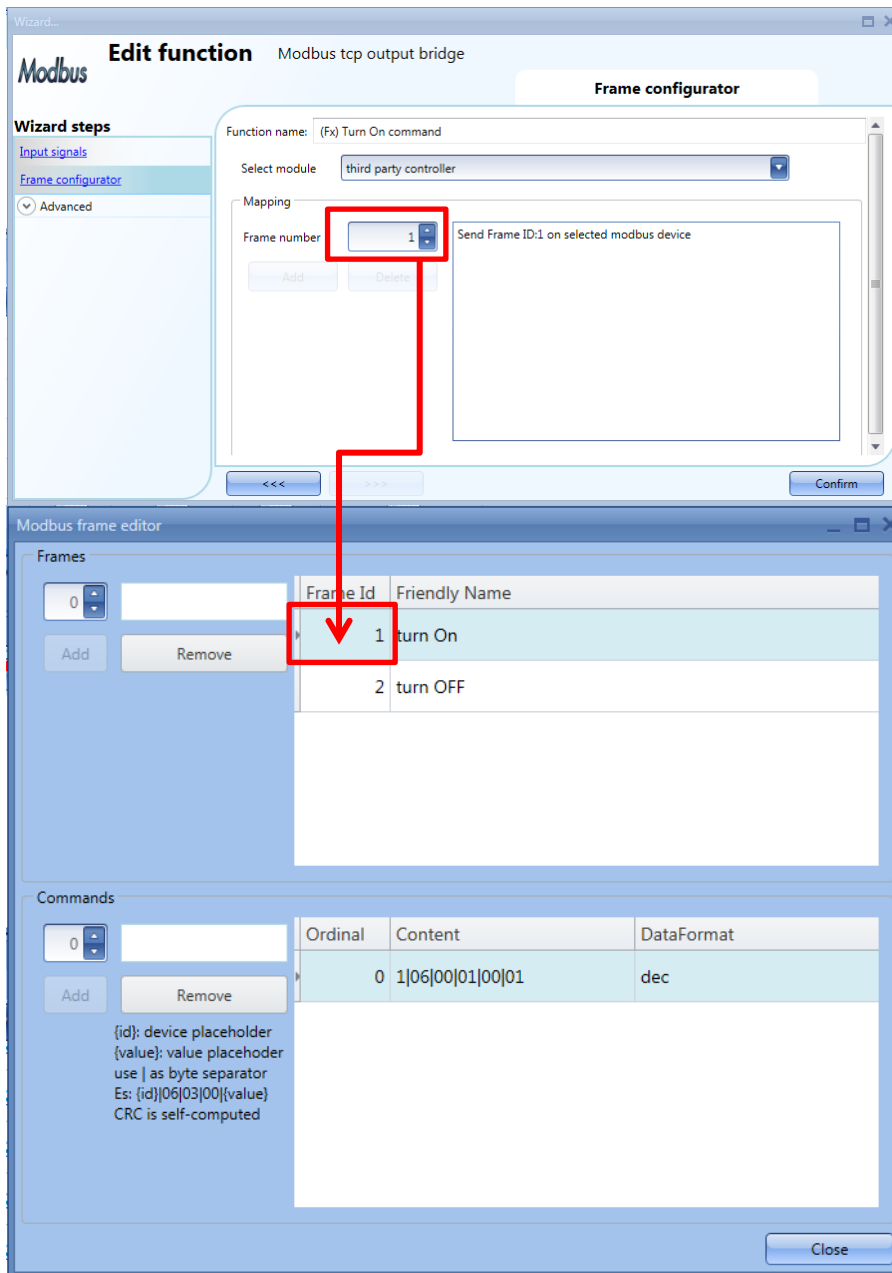 Wizard...
Edit function Modbus tcp output bridge
Modbus
Frame configurator
Wizard steps
Input signals
Frame configurator
Advanced
Function name: (Fx) Turn On command
Select module third party controller
Mapping
Frame number 1
Send Frame ID:1 on selected modbus device
Add Delete
<<< >>> Confirm
Modbus frame editor
Frames
0
Add Remove
Frame Id Friendly Name
1 turn On
2 turn OFF
Commands
0
Add Remove
{id}: device placeholder
{value}: value placehoder
use | as byte separator
Es: {id}|06|03|00|{value}
CRC is self-computed
Ordinal Content DataFormat
0 1|06|00|01|00|01 dec
Close